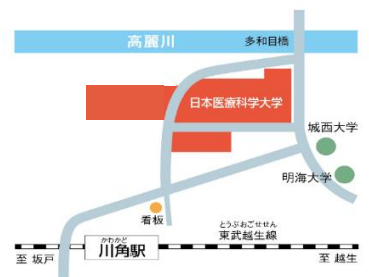 高麗川
多和目橋
日本医療科学大学
城西大学
明海大学
看板
かわかど
川角駅
とうぶおごせせん
東武越生線
至 坂戸
至 越生